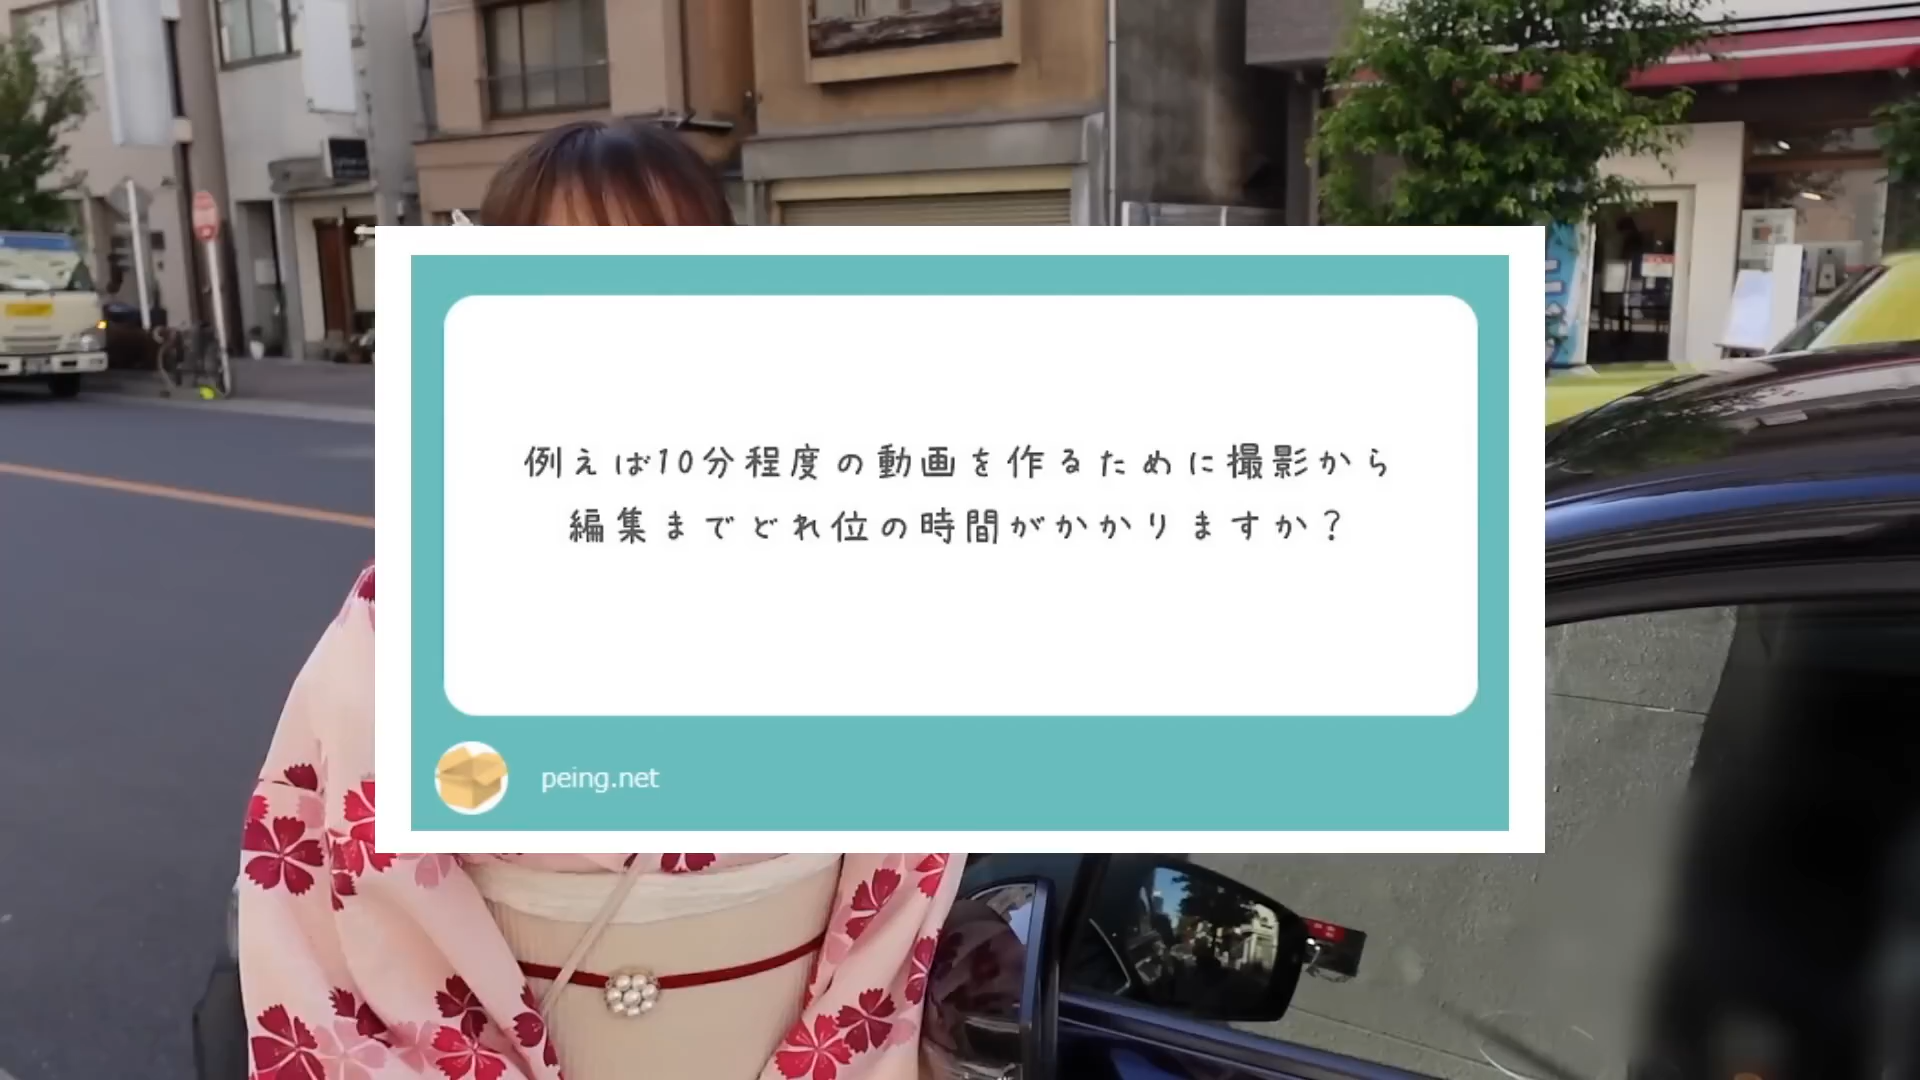 例えば10分程度の動画を作るために撮影から
編集までどれ位の時間がかかりますか？
peing.net